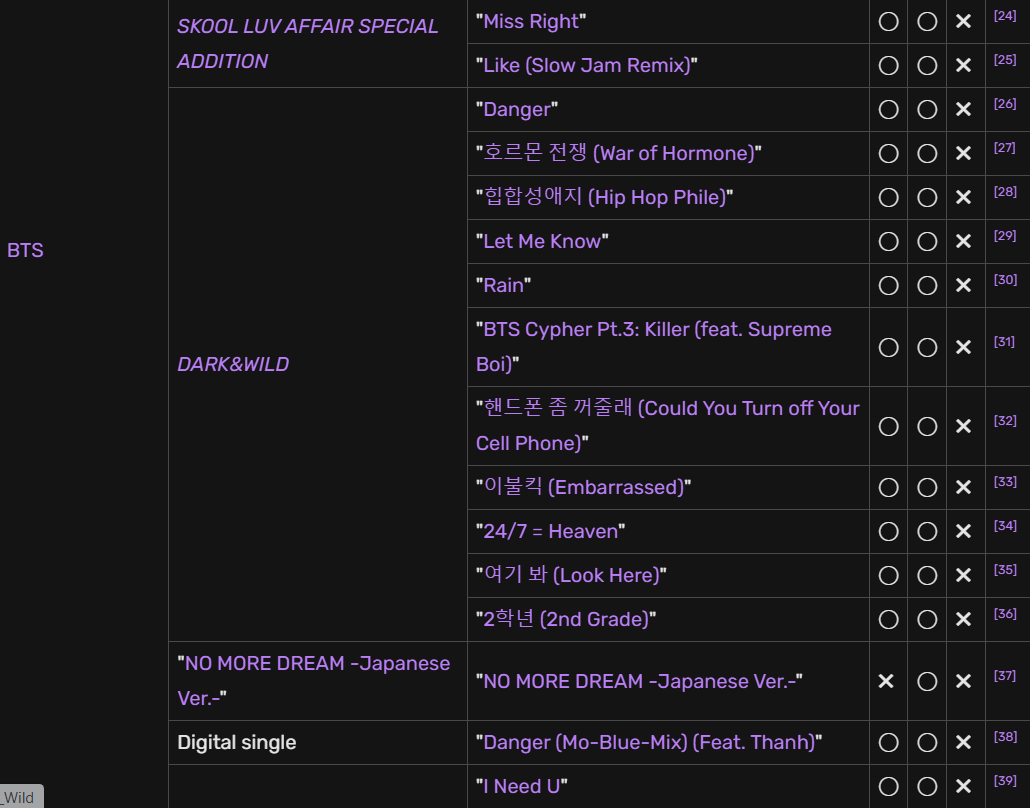 SKOOL LUV AFFAIR SPECIAL
ADDITION
"Miss Right"
◯ ◯ ✕ [24]
"Like (Slow Jam Remix)"
◯ ◯ ✕ [25]
BTS
DARK&WILD
"Danger"
◯ ◯ ✕ [26]
"호르몬 전쟁 (War of Hormone)"
◯ ◯ ✕ [27]
"힙합성애자 (Hip Hop Phile)"
◯ ◯ ✕ [28]
"Let Me Know"
◯ ◯ ✕ [29]
"Rain"
◯ ◯ ✕ [30]
"BTS Cypher Pt.3: Killer (feat. Supreme
Boi)"
◯ ◯ ✕ [31]
"핸드폰 좀 꺼줄래 (Could You Turn off Your
Cell Phone)"
◯ ◯ ✕ [32]
"이불킥 (Embarrassed)"
◯ ◯ ✕ [33]
"24/7 = Heaven"
◯ ◯ ✕ [34]
"여기 봐 (Look Here)"
◯ ◯ ✕ [35]
"2학년 (2nd Grade)"
◯ ◯ ✕ [36]
"NO MORE DREAM -Japanese
Ver.-"
"NO MORE DREAM -Japanese Ver.-"
✕ ◯ ✕ [37]
Digital single
"Danger (Mo-Blue-Mix) (Feat. Thanh)"
◯ ◯ ✕ [38]
"I Need U"
◯ ◯ ✕ [39]
_Wild